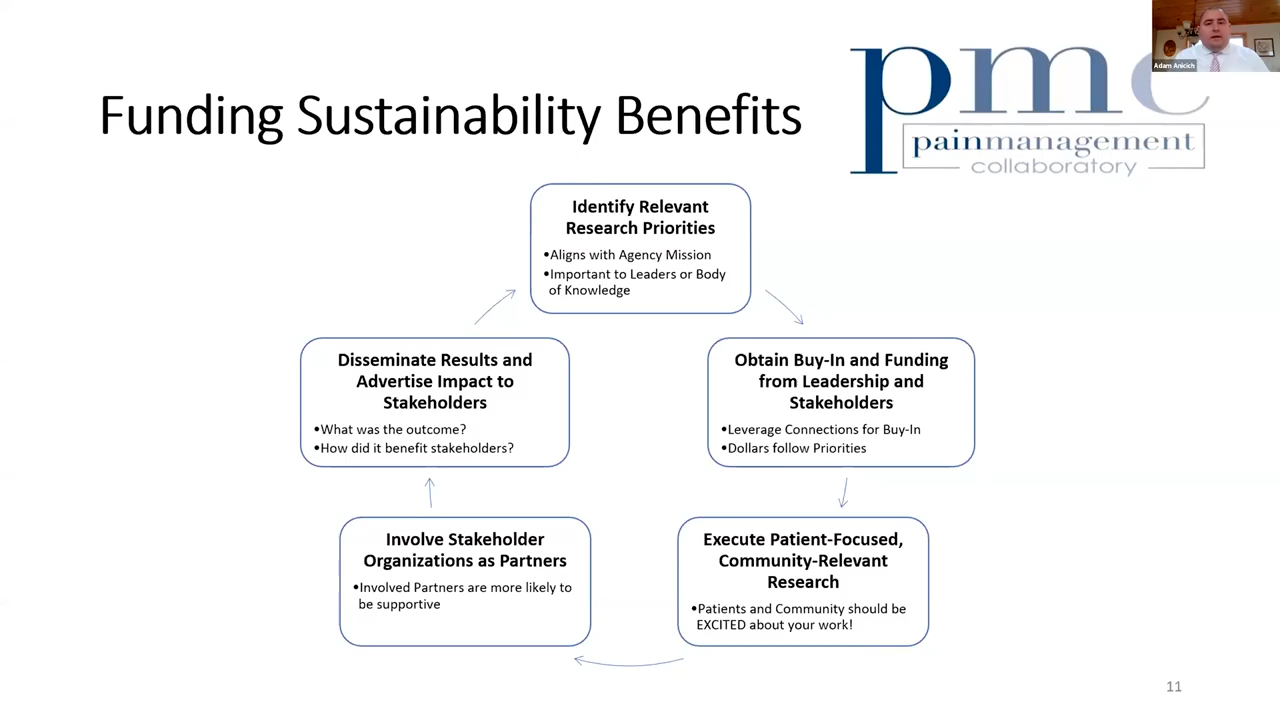 Adam Anicich
pmc
Funding Sustainability Benefits
painmanagement
collaboratory
Identify Relevant
Research Priorities
•Aligns with Agency Mission
•Important to Leaders or Body
of Knowledge
Disseminate Results and
Advertise Impact to
Stakeholders
•What was the outcome?
•How did it benefit stakeholders?
Obtain Buy-In and Funding
from Leadership and
Stakeholders
•Leverage Connections for Buy-In
•Dollars follow Priorities
Involve Stakeholder
Organizations as Partners
•Involved Partners are more likely to
be supportive
Execute Patient-Focused,
Community-Relevant
Research
•Patients and Community should be
EXCITED about your work!
11